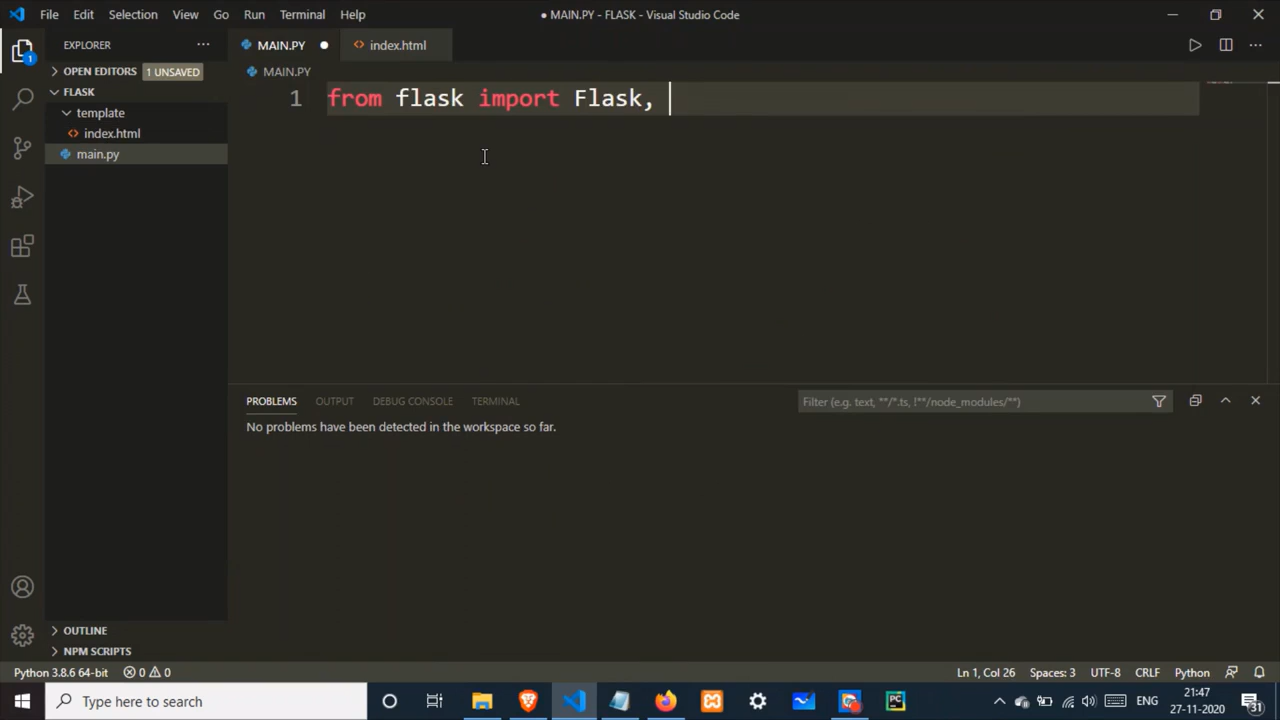 File Edit Selection View Go Run Terminal Help
● MAIN.PY - FLASK - Visual Studio Code
EXPLORER
MAIN.PY
index.html
OPEN EDITORS 1 UNSAVED
MAIN.PY
FLASK
template
index.html
main.py
1 from flask import Flask,
PROBLEMS OUTPUT DEBUG CONSOLE TERMINAL
Filter (e.g. text, **/*.ts, !**/node_modules/**)
No problems have been detected in the workspace so far.
OUTLINE
NPM SCRIPTS
1
Python 3.8.6 64-bit 0 0
Ln 1, Col 26 Spaces: 3 UTF-8 CRLF Python
Type here to search
PC
ENG
21:47
27-11-2020
31